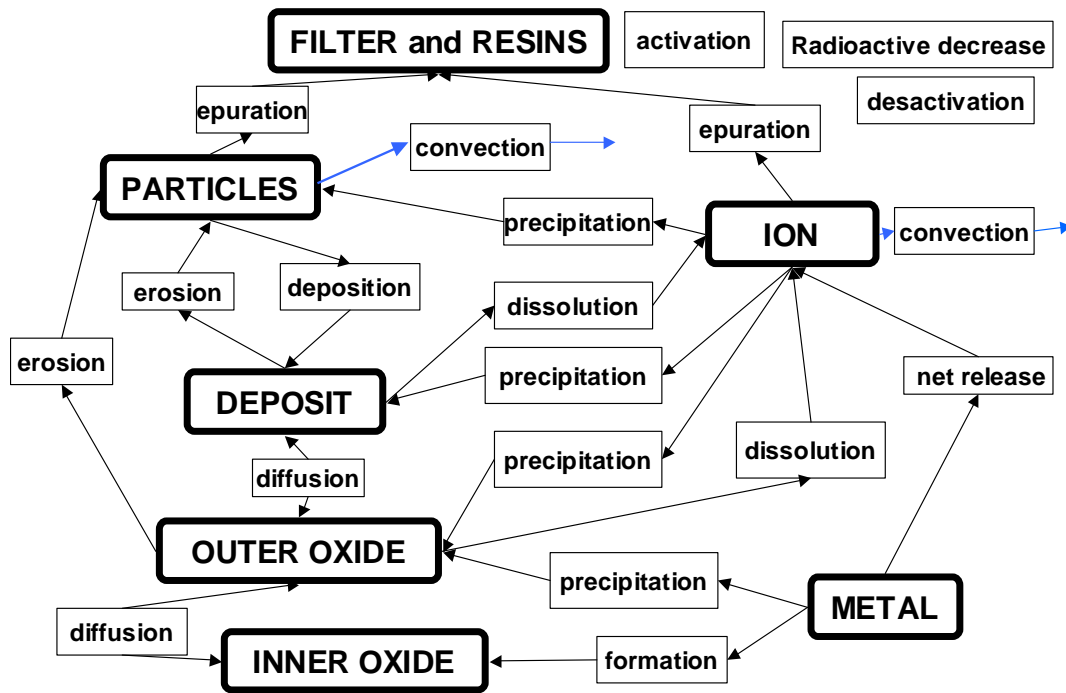 FILTER and RESINS
activation
Radioactive decrease
desactivation
epuration
epuration
convection
PARTICLES
precipitation
ION
convection
erosion
deposition
dissolution
erosion
precipitation
net release
DEPOSIT
precipitation
dissolution
diffusion
OUTER OXIDE
precipitation
METAL
diffusion
INNER OXIDE
formation